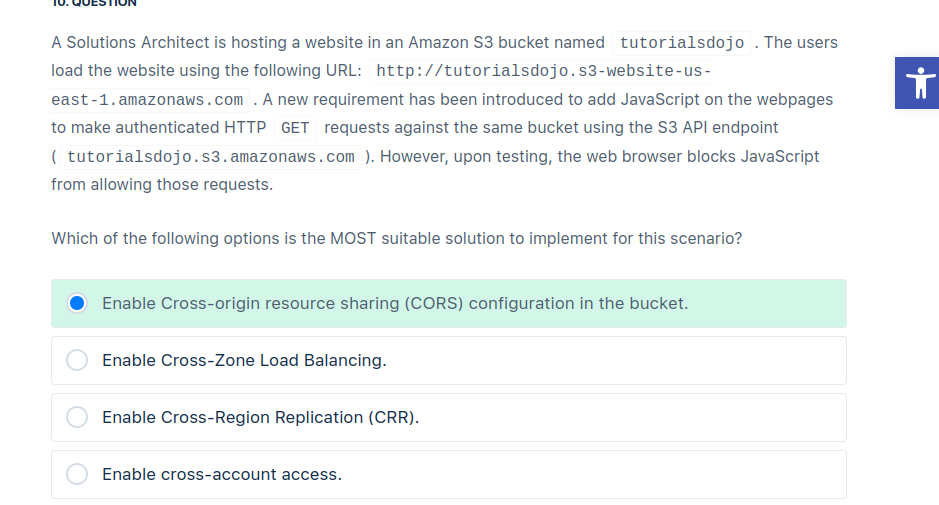 10. QUESTION
A Solutions Architect is hosting a website in an Amazon S3 bucket named tutorialsdojo . The users
load the website using the following URL: http://tutorialsdojo.s3-website-us-
east-1.amazonaws.com . A new requirement has been introduced to add JavaScript on the webpages
to make authenticated HTTP GET requests against the same bucket using the S3 API endpoint
( tutorialsdojo.s3.amazonaws.com ). However, upon testing, the web browser blocks JavaScript
from allowing those requests.
Which of the following options is the MOST suitable solution to implement for this scenario?
Enable Cross-origin resource sharing (CORS) configuration in the bucket.
Enable Cross-Zone Load Balancing.
Enable Cross-Region Replication (CRR).
Enable cross-account access.